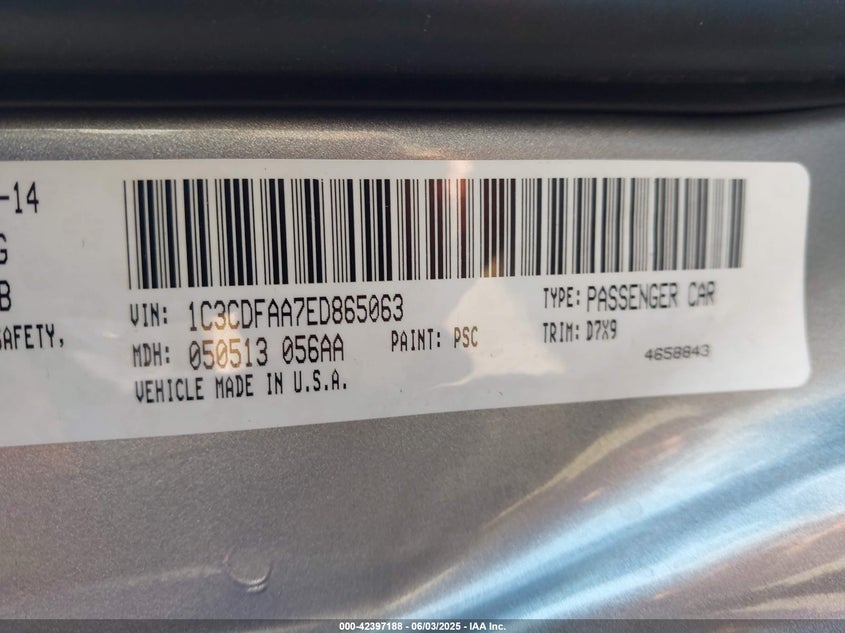 -14
G
B
SAFETY,
VIN: 1C3CDFAA7ED865063
TYPE: PASSENGER CAR
MDH: 050513 056AA
PAINT: PSC
TRIM: D7X9
VEHICLE MADE IN U.S.A.
4658843
000-42397188 - 06/03/2025 - IAA Inc.